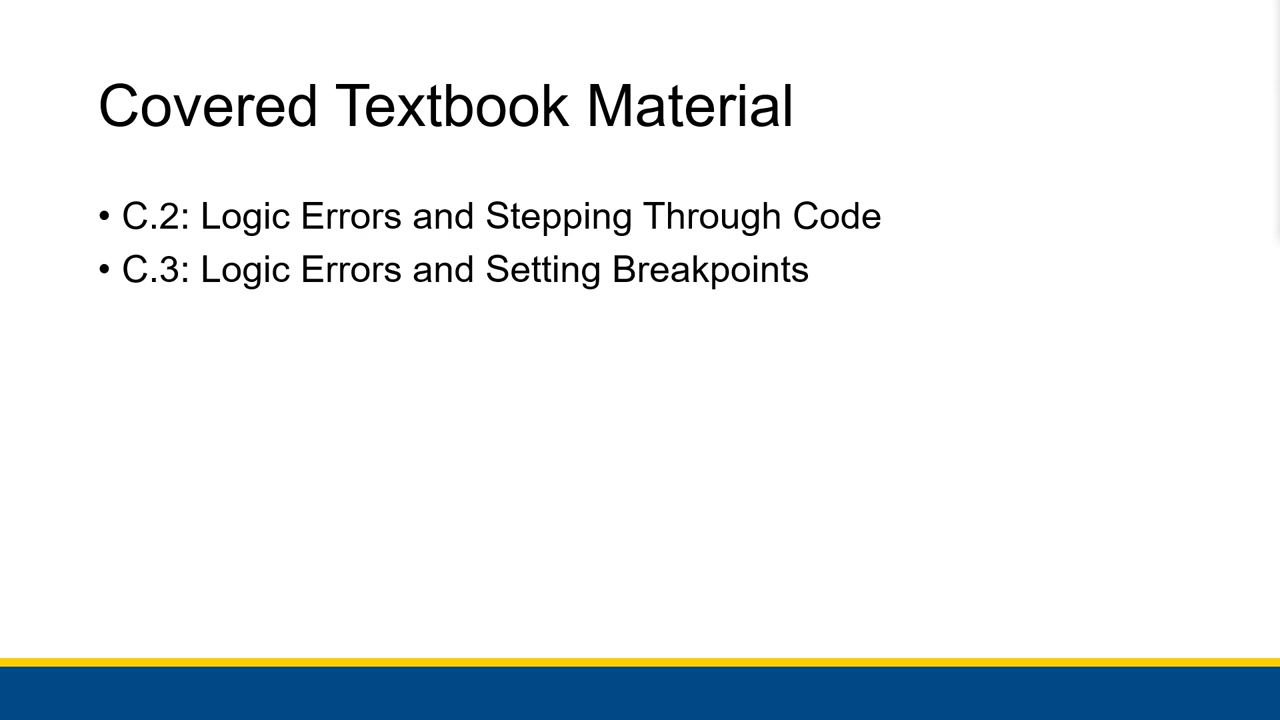 Covered Textbook Material
• C.2: Logic Errors and Stepping Through Code
• C.3: Logic Errors and Setting Breakpoints